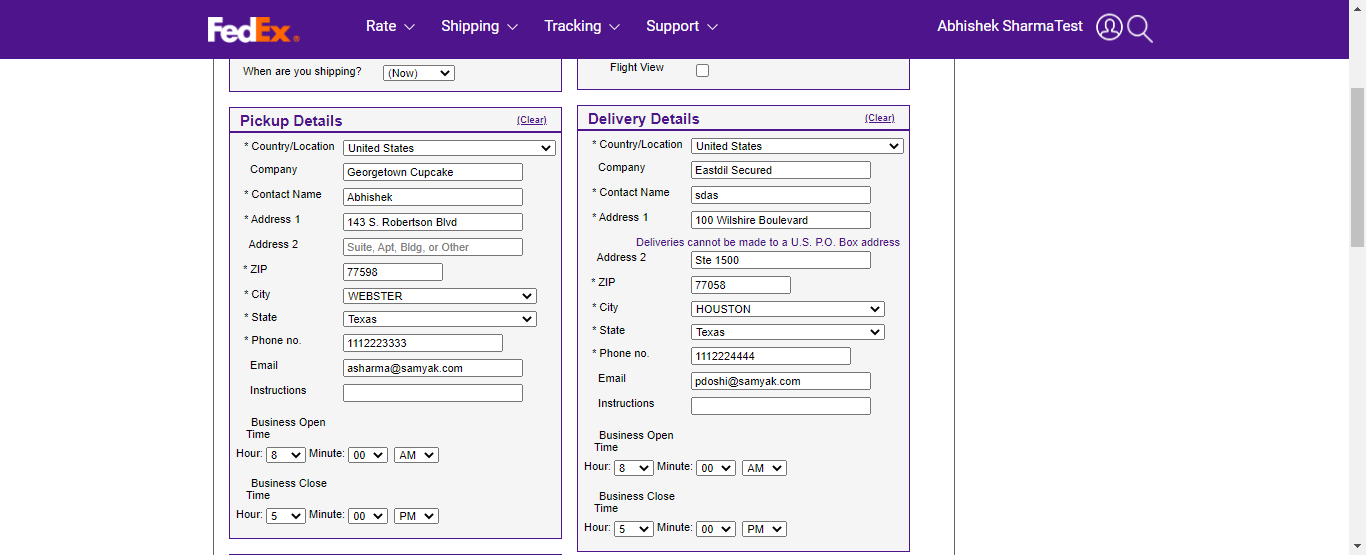 FedEx®
Rate Shipping Tracking Support Abhishek SharmaTest
When are you shipping? (Now)
Flight View
Pickup Details (Clear)
* Country/Location United States
Company Georgetown Cupcake
* Contact Name Abhishek
* Address 1 143 S. Robertson Blvd
Address 2 Suite, Apt, Bldg, or Other
* ZIP 77598
* City WEBSTER
* State Texas
* Phone no. 1112223333
Email asharma@samyak.com
Instructions
Business Open
Time
Hour: 8 Minute: 00 AM
Business Close
Time
Hour: 5 Minute: 00 PM
Delivery Details (Clear)
* Country/Location United States
Company Eastdil Secured
* Contact Name sdas
* Address 1 100 Wilshire Boulevard
Deliveries cannot be made to a U.S. P.O. Box address
Address 2 Ste 1500
* ZIP 77058
* City HOUSTON
* State Texas
* Phone no. 1112224444
Email pdoshi@samyak.com
Instructions
Business Open
Time
Hour: 8 Minute: 00 AM
Business Close
Time
Hour: 5 Minute: 00 PM